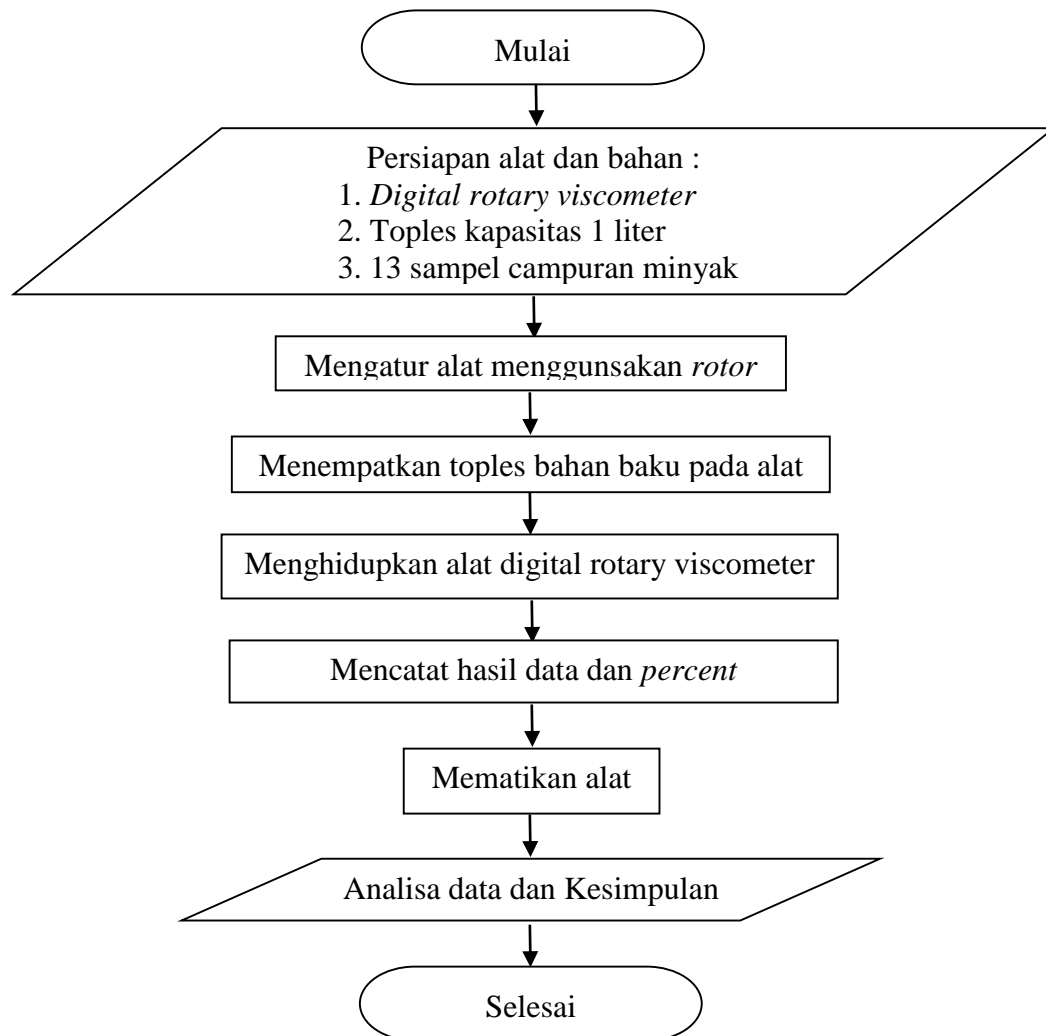 Mulai
Persiapan alat dan bahan :
1. Digital rotary viscometer
2. Toples kapasitas 1 liter
3. 13 sampel campuran minyak
Mengatur alat menggunsakan rotor
Menempatkan toples bahan baku pada alat
Menghidupkan alat digital rotary viscometer
Mencatat hasil data dan percent
Mematikan alat
Analisa data dan Kesimpulan
Selesai